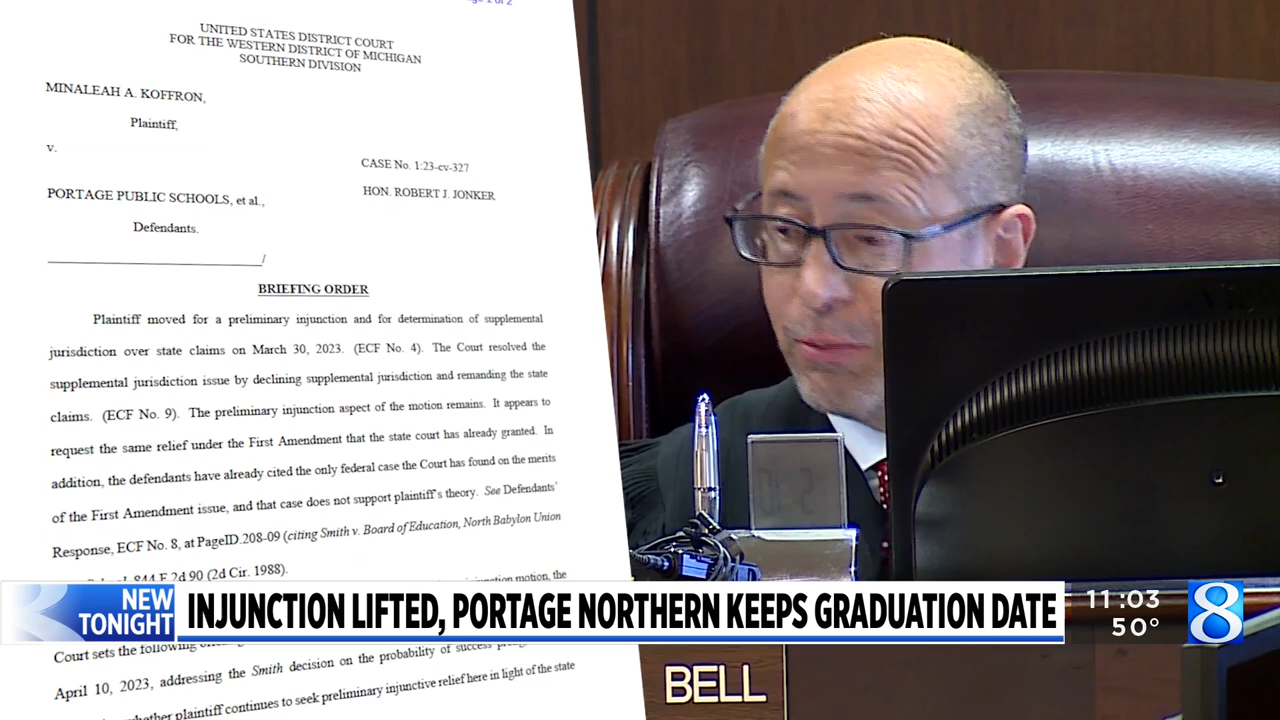 UNITED STATES DISTRICT COURT
FOR THE WESTERN DISTRICT OF MICHIGAN
SOUTHERN DIVISION
MINALEAH A. KOFFRON,
Plaintiff,
v.
CASE No. 1:23-cv-327
HON. ROBERT J. JONKER
PORTAGE PUBLIC SCHOOLS, et al.,
Defendants.
/
BRIEFING ORDER
Plaintiff moved for a preliminary injunction and for determination of supplemental
jurisdiction over state claims on March 30, 2023. (ECF No. 4). The Court resolved the
supplemental jurisdiction issue by declining supplemental jurisdiction and remanding the state
claims. (ECF No. 9). The preliminary injunction aspect of the motion remains. It appears to
request the same relief under the First Amendment that the state court has already granted. In
addition, the defendants have already cited the only federal case the Court has found on the merits
of the First Amendment issue, and that case does not support plaintiff's theory. See Defendants'
Response, ECF No. 8, at PageID.208-09 (citing Smith v. Board of Education, North Babylon Union
844 F.2d 90 (2d Cir. 1988).
motion, the
Court sets the following
April 10, 2023, addressing the Smith decision on the probability of success
whether plaintiff continues to seek preliminary injunctive relief here in light of the state
NEW
TONIGHT
INJUNCTION LIFTED, PORTAGE NORTHERN KEEPS GRADUATION DATE
11:03
50°
8
BELL